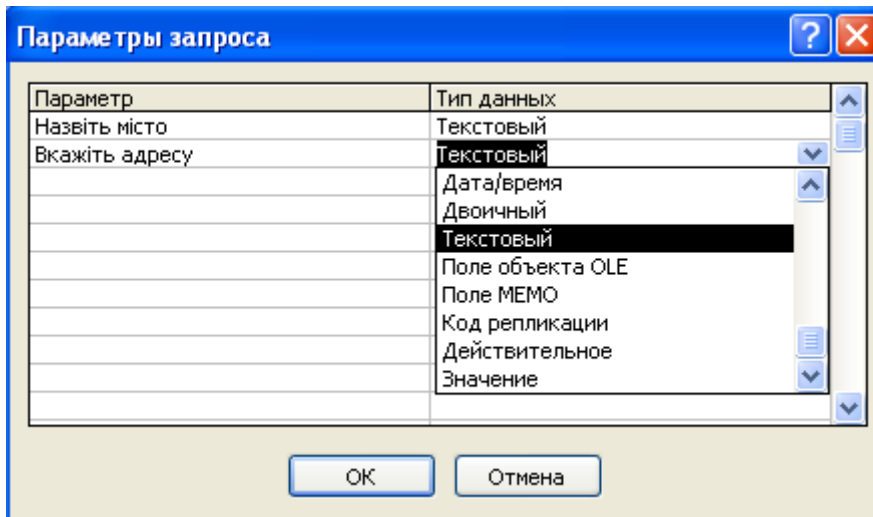 Параметры запроса
Параметр Тип данных
Назвіть місто Текстовый
Вкажіть адресу Текстовый
Дата/время
Двоичный
Текстовый
Поле объекта OLE
Поле MEMO
Код репликации
Действительное
Значение
ОК Отмена